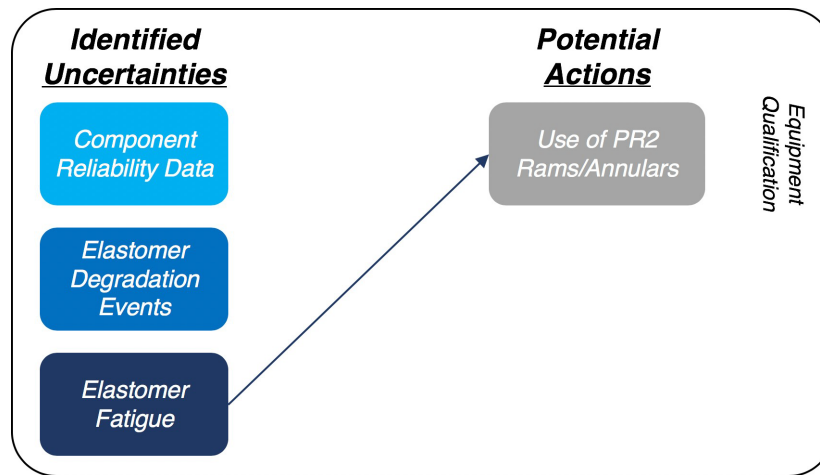 Identified
Uncertainties
Potential
Actions
Component
Reliability Data
Use of PR2
Rams/Annulars
Equipment
Qualification
Elastomer
Degradation
Events
Elastomer
Fatigue